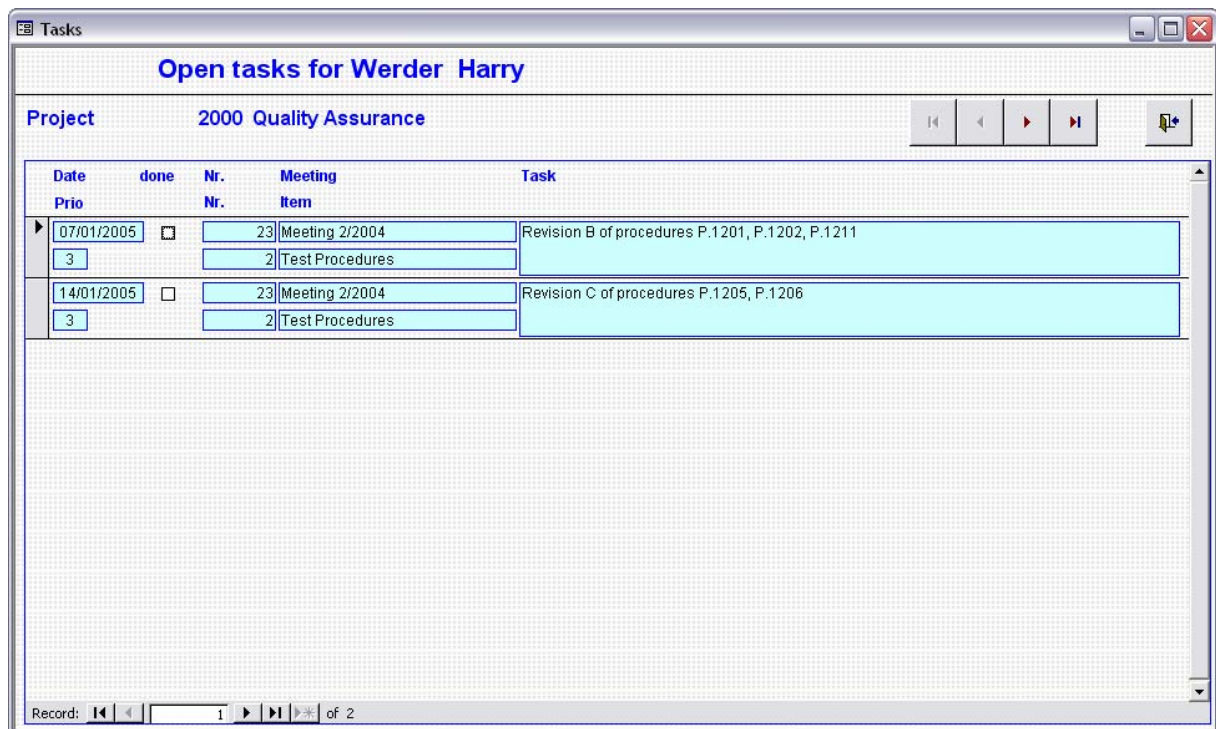 Tasks
Open tasks for Werder Harry
Project 2000 Quality Assurance
Date done Nr. Meeting Task
Prio Nr. Item
07/01/2005 23 Meeting 2/2004 Revision B of procedures P.1201, P.1202, P.1211
3 2 Test Procedures
14/01/2005 23 Meeting 2/2004 Revision C of procedures P.1205, P.1206
3 2 Test Procedures
Record: 1 of 2